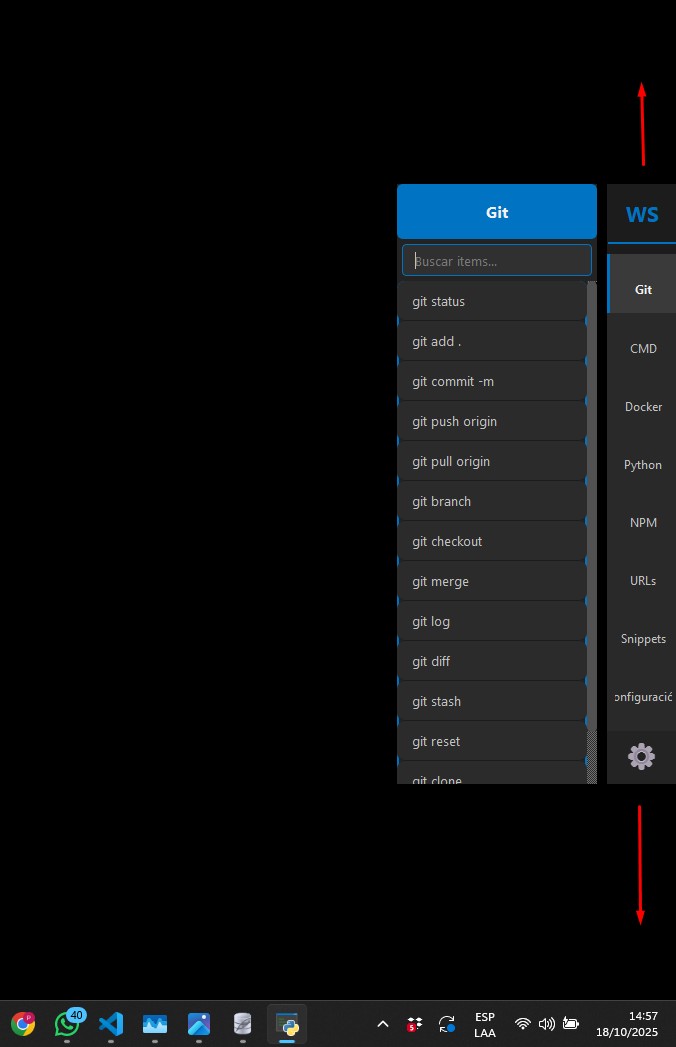 Git
Buscar items...
git status
git add .
git commit -m
git push origin
git pull origin
git branch
git checkout
git merge
git log
git diff
git stash
git reset
git clone
WS
Git
CMD
Docker
Python
NPM
URLs
Snippets
onfiguració
40
P
5
ESP
LAA
14:57
18/10/2025